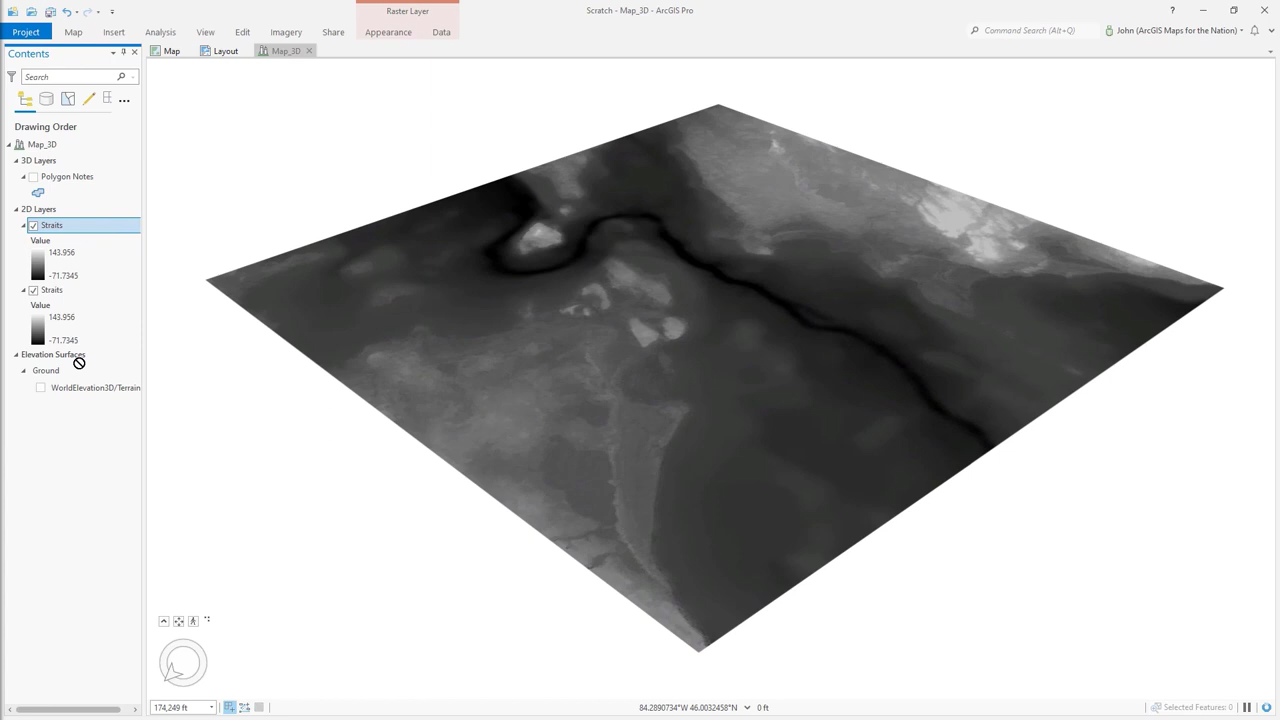 Raster Layer
Scratch - Map_3D - ArcGIS Pro
?
Project
Map
Insert
Analysis
View
Edit
Imagery
Share
Appearance
Data
Command Search (Alt+Q)
John (ArcGIS Maps for the Nation)
Contents
Map
Layout
Map_3D
Search
Drawing Order
Map_3D
3D Layers
Polygon Notes
2D Layers
Straits
Value
143.956
-71.7345
Straits
Value
143.956
-71.7345
Elevation Surfaces
Ground
WorldElevation3D/Terrain
174,249 ft
84.2890734°W 46.0032458°N
0 ft
Selected Features: 0